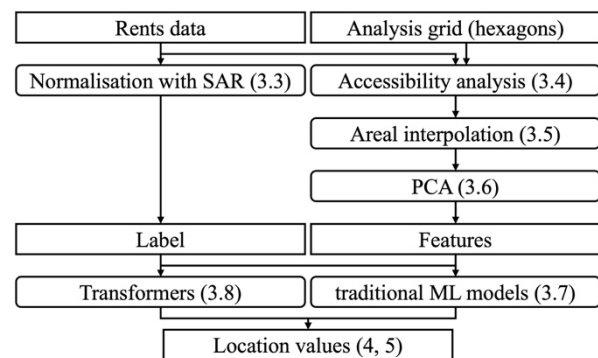 Rents data
Analysis grid (hexagons)
Normalisation with SAR (3.3)
Accessibility analysis (3.4)
Areal interpolation (3.5)
PCA (3.6)
Label
Features
Transformers (3.8)
traditional ML models (3.7)
Location values (4, 5)